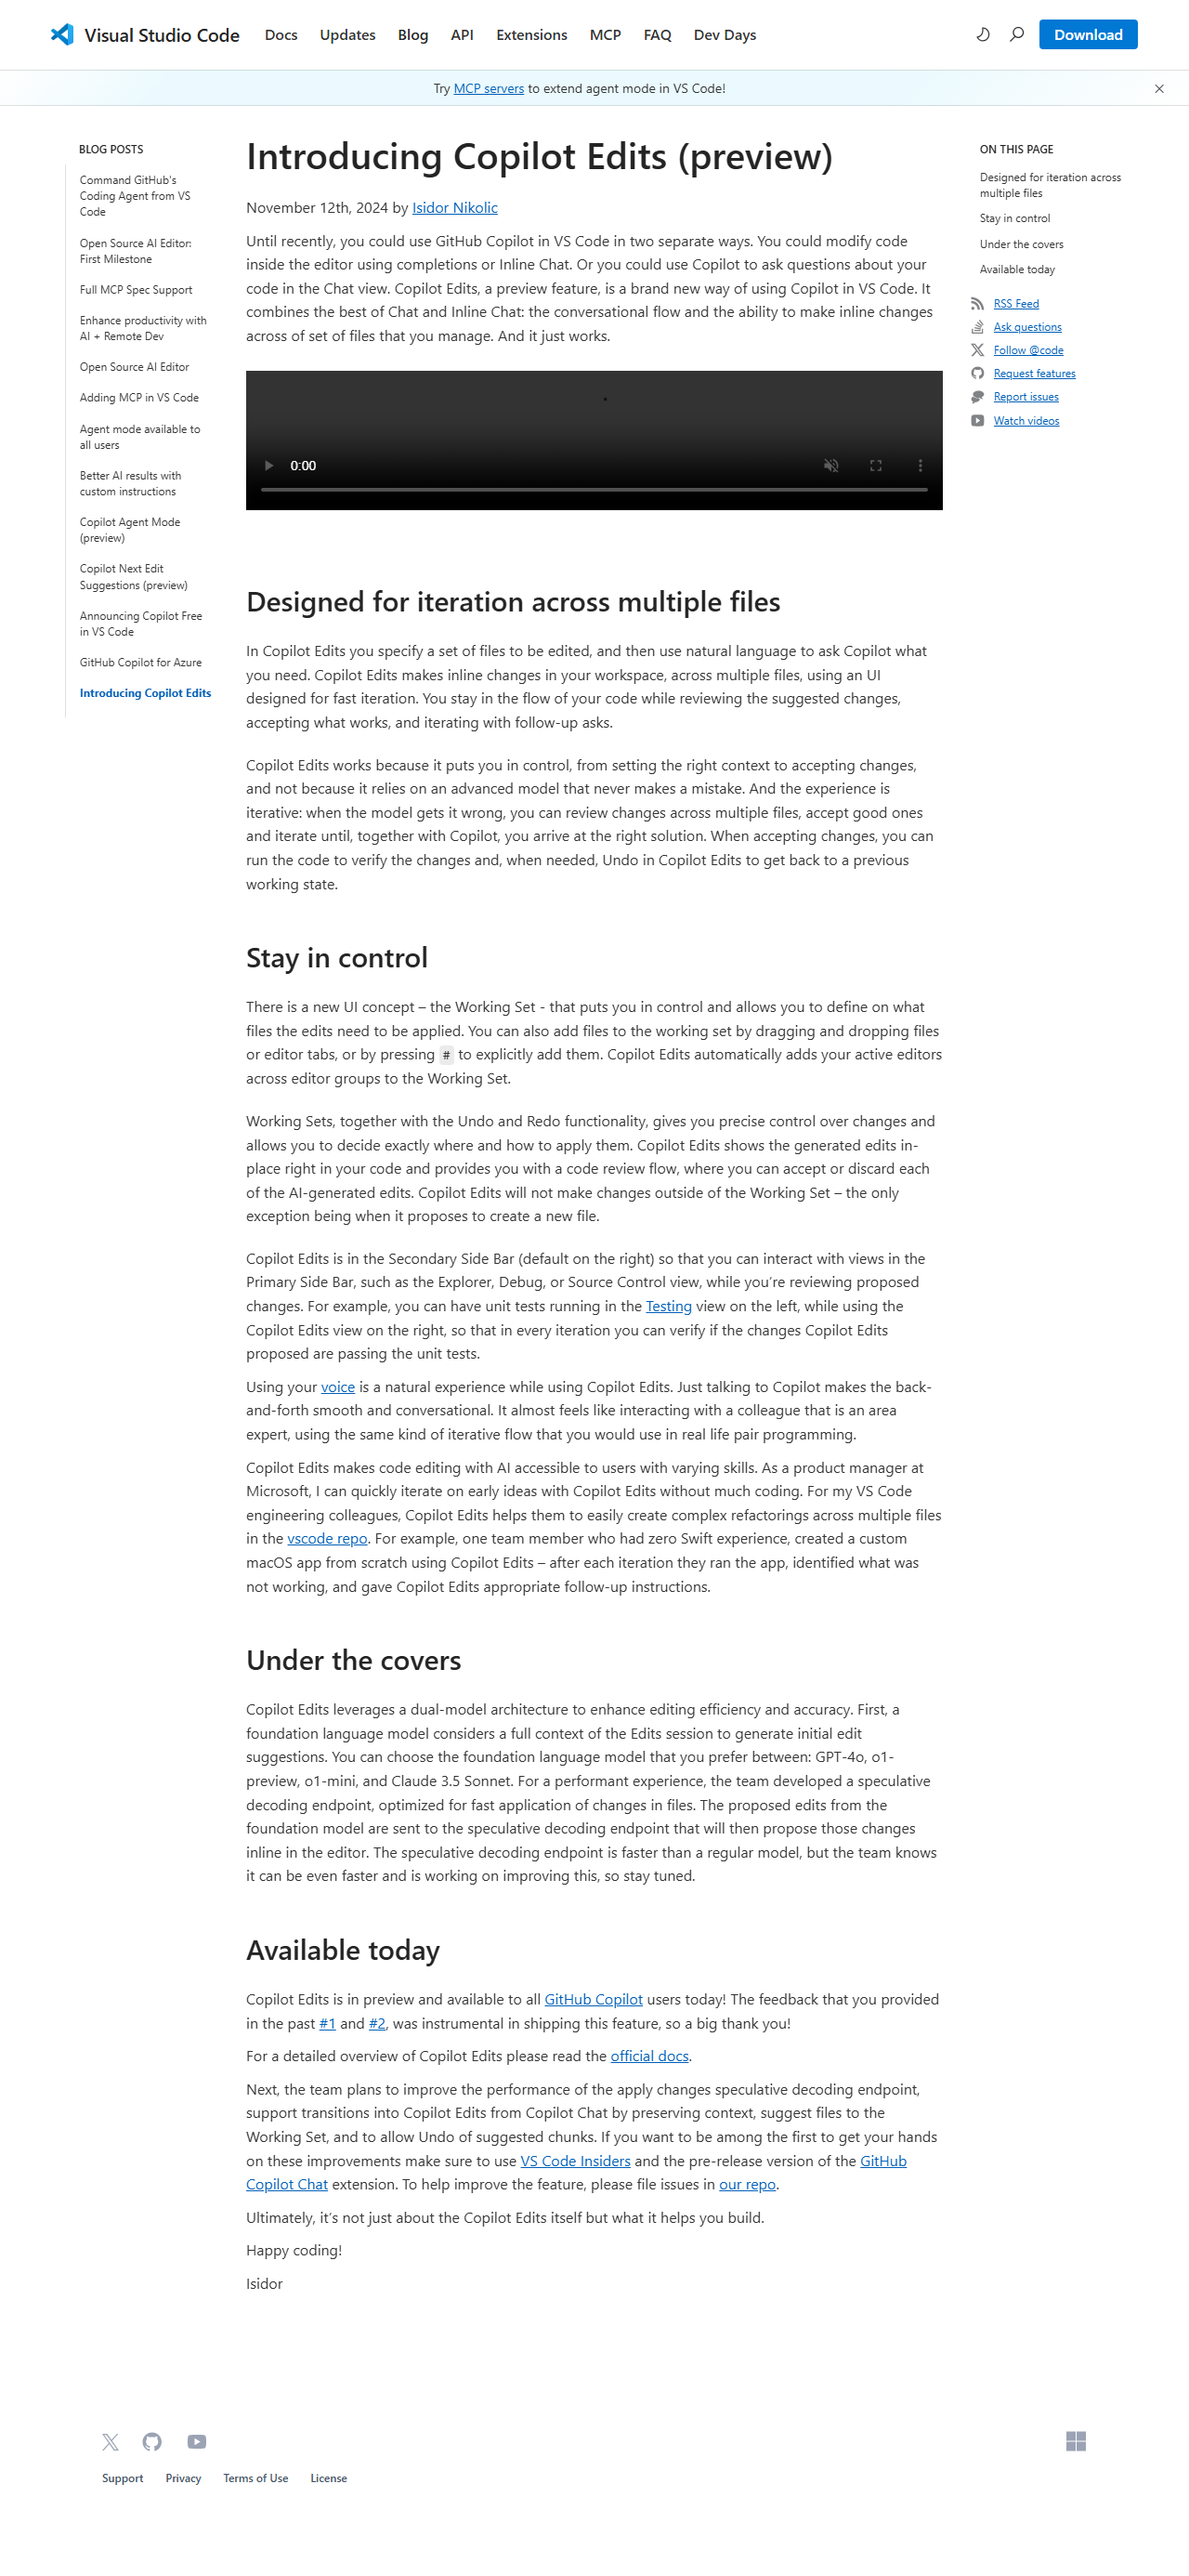 Visual Studio Code
Docs
Updates
Blog
API
Extensions
MCP
FAQ
Dev Days
Download
Try MCP servers to extend agent mode in VS Code!
BLOG POSTS
Command GitHub's
Coding Agent from VS
Code
Open Source AI Editor:
First Milestone
Full MCP Spec Support
Enhance productivity with
AI + Remote Dev
Open Source AI Editor
Adding MCP in VS Code
Agent mode available to
all users
Better AI results with
custom instructions
Copilot Agent Mode
(preview)
Copilot Next Edit
Suggestions (preview)
Announcing Copilot Free
in VS Code
GitHub Copilot for Azure
Introducing Copilot Edits
Introducing Copilot Edits (preview)
November 12th, 2024 by Isidor Nikolic
Until recently, you could use GitHub Copilot in VS Code in two separate ways. You could modify code
inside the editor using completions or Inline Chat. Or you could use Copilot to ask questions about your
code in the Chat view. Copilot Edits, a preview feature, is a brand new way of using Copilot in VS Code. It
combines the best of Chat and Inline Chat: the conversational flow and the ability to make inline changes
across of set of files that you manage. And it just works.
0:00
Designed for iteration across multiple files
In Copilot Edits you specify a set of files to be edited, and then use natural language to ask Copilot what
you need. Copilot Edits makes inline changes in your workspace, across multiple files, using an UI
designed for fast iteration. You stay in the flow of your code while reviewing the suggested changes,
accepting what works, and iterating with follow-up asks.
Copilot Edits works because it puts you in control, from setting the right context to accepting changes,
and not because it relies on an advanced model that never makes a mistake. And the experience is
iterative: when the model gets it wrong, you can review changes across multiple files, accept good ones
and iterate until, together with Copilot, you arrive at the right solution. When accepting changes, you can
run the code to verify the changes and, when needed, Undo in Copilot Edits to get back to a previous
working state.
Stay in control
There is a new UI concept – the Working Set - that puts you in control and allows you to define on what
files the edits need to be applied. You can also add files to the working set by dragging and dropping files
or editor tabs, or by pressing # to explicitly add them. Copilot Edits automatically adds your active editors
across editor groups to the Working Set.
Working Sets, together with the Undo and Redo functionality, gives you precise control over changes and
allows you to decide exactly where and how to apply them. Copilot Edits shows the generated edits in-
place right in your code and provides you with a code review flow, where you can accept or discard each
of the AI-generated edits. Copilot Edits will not make changes outside of the Working Set – the only
exception being when it proposes to create a new file.
Copilot Edits is in the Secondary Side Bar (default on the right) so that you can interact with views in the
Primary Side Bar, such as the Explorer, Debug, or Source Control view, while you’re reviewing proposed
changes. For example, you can have unit tests running in the Testing view on the left, while using the
Copilot Edits view on the right, so that in every iteration you can verify if the changes Copilot Edits
proposed are passing the unit tests.
Using your voice is a natural experience while using Copilot Edits. Just talking to Copilot makes the back-
and-forth smooth and conversational. It almost feels like interacting with a colleague that is an area
expert, using the same kind of iterative flow that you would use in real life pair programming.
Copilot Edits makes code editing with AI accessible to users with varying skills. As a product manager at
Microsoft, I can quickly iterate on early ideas with Copilot Edits without much coding. For my VS Code
engineering colleagues, Copilot Edits helps them to easily create complex refactorings across multiple files
in the vscode repo. For example, one team member who had zero Swift experience, created a custom
macOS app from scratch using Copilot Edits – after each iteration they ran the app, identified what was
not working, and gave Copilot Edits appropriate follow-up instructions.
Under the covers
Copilot Edits leverages a dual-model architecture to enhance editing efficiency and accuracy. First, a
foundation language model considers a full context of the Edits session to generate initial edit
suggestions. You can choose the foundation language model that you prefer between: GPT-4o, o1-
preview, o1-mini, and Claude 3.5 Sonnet. For a performant experience, the team developed a speculative
decoding endpoint, optimized for fast application of changes in files. The proposed edits from the
foundation model are sent to the speculative decoding endpoint that will then propose those changes
inline in the editor. The speculative decoding endpoint is faster than a regular model, but the team knows
it can be even faster and is working on improving this, so stay tuned.
Available today
Copilot Edits is in preview and available to all GitHub Copilot users today! The feedback that you provided
in the past #1 and #2, was instrumental in shipping this feature, so a big thank you!
For a detailed overview of Copilot Edits please read the official docs.
Next, the team plans to improve the performance of the apply changes speculative decoding endpoint,
support transitions into Copilot Edits from Copilot Chat by preserving context, suggest files to the
Working Set, and to allow Undo of suggested chunks. If you want to be among the first to get your hands
on these improvements make sure to use VS Code Insiders and the pre-release version of the GitHub
Copilot Chat extension. To help improve the feature, please file issues in our repo.
Ultimately, it’s not just about the Copilot Edits itself but what it helps you build.
Happy coding!
Isidor
ON THIS PAGE
Designed for iteration across
multiple files
Stay in control
Under the covers
Available today
RSS Feed
Ask questions
Follow @code
Request features
Report issues
Watch videos
Support
Privacy
Terms of Use
License